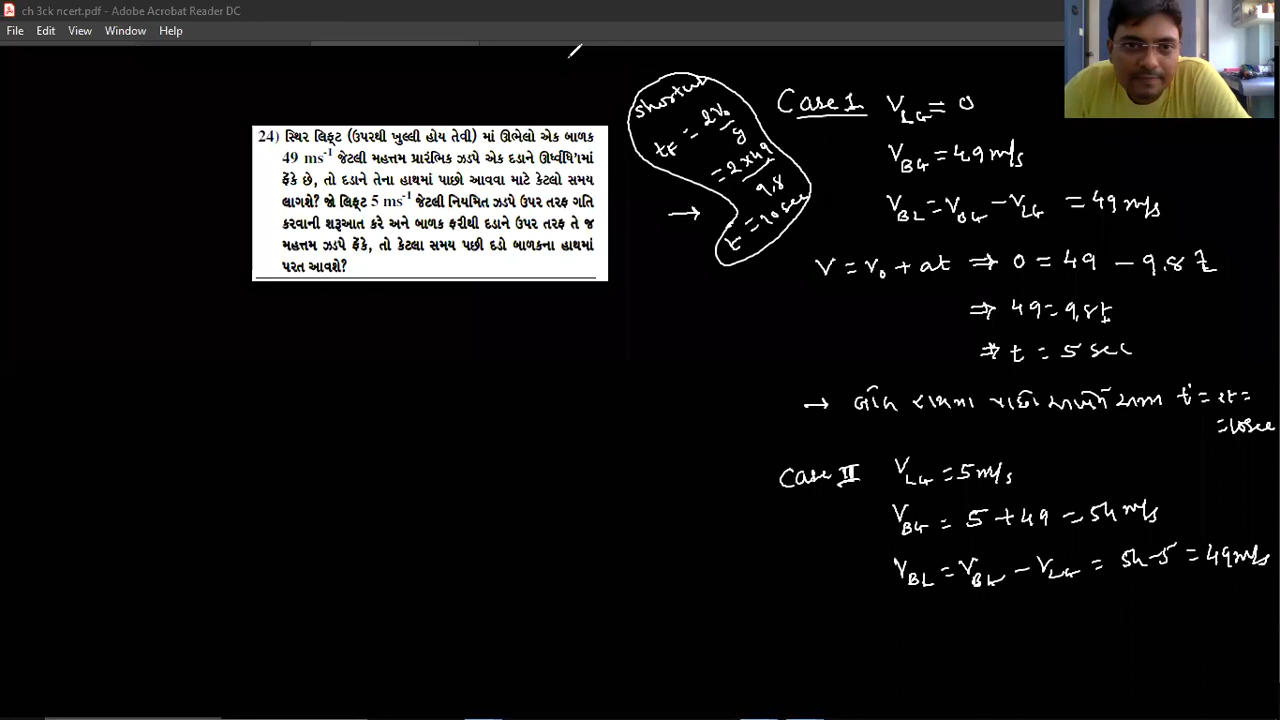 ch 3ck ncert.pdf - Adobe Acrobat Reader DC
File Edit View Window Help
24) સ્થિર લિફ્ટ (ઉપરથી ખુલ્લી હોય તેવી) માં ઊભેલો એક બાળક
49 ms⁻¹ જેટલી મહત્તમ પ્રારંભિક ઝડપે એક દડાને ઊર્ધ્વદિશામાં
ફેંકે છે, તો દડાને તેના હાથમાં પાછો આવવા માટે કેટલો સમય
લાગશે? જો લિફ્ટ 5 ms⁻¹ જેટલી નિયમિત ઝડપે ઉપર તરફ ગતિ
કરવાની શરૂઆત કરે અને બાળક ફરીથી દડાને ઉપર તરફ તે જ
મહત્તમ ઝડપે ફેંકે, તો કેટલા સમય પછી દડો બાળકના હાથમાં
પરત આવશે?
shortcut
tF = 2v₀/g
= 2×49/9.8
t = 10 sec
Case I V_LG = 0
V_BG = 49 m/s
→ V_BL = V_BG − V_LG = 49 m/s
V = V₀ + at ⇒ 0 = 49 − 9.8 t
⇒ 49 = 9.8t
⇒ t = 5 sec
→ t' = 2t =
= 10sec
Case II V_LG = 5 m/s
V_BG = 5 + 49 = 54 m/s
V_BL = V_BG − V_LG = 54 − 5 = 49 m/s